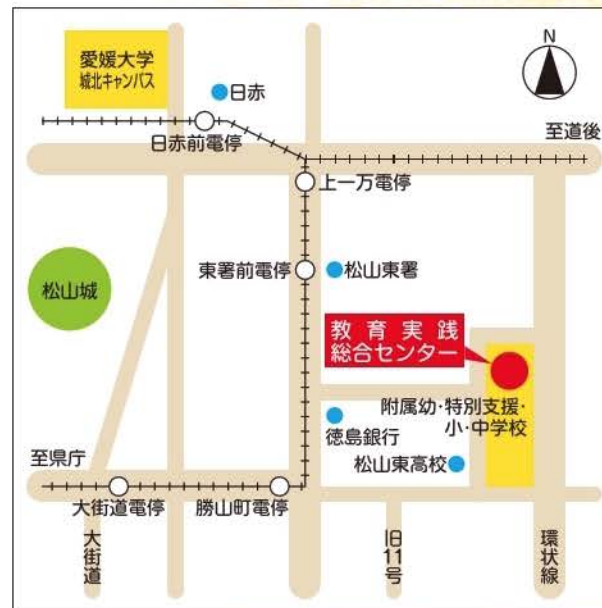 愛媛大学
城北キャンパス
N
日赤
日赤前電停
至道後
上一万電停
東署前電停
松山東署
松山城
教育実践
総合センター
附属幼・特別支援・
小・中学校
徳島銀行
松山東高校
至県庁
大街道電停
勝山町電停
大街道
旧11号
環状線